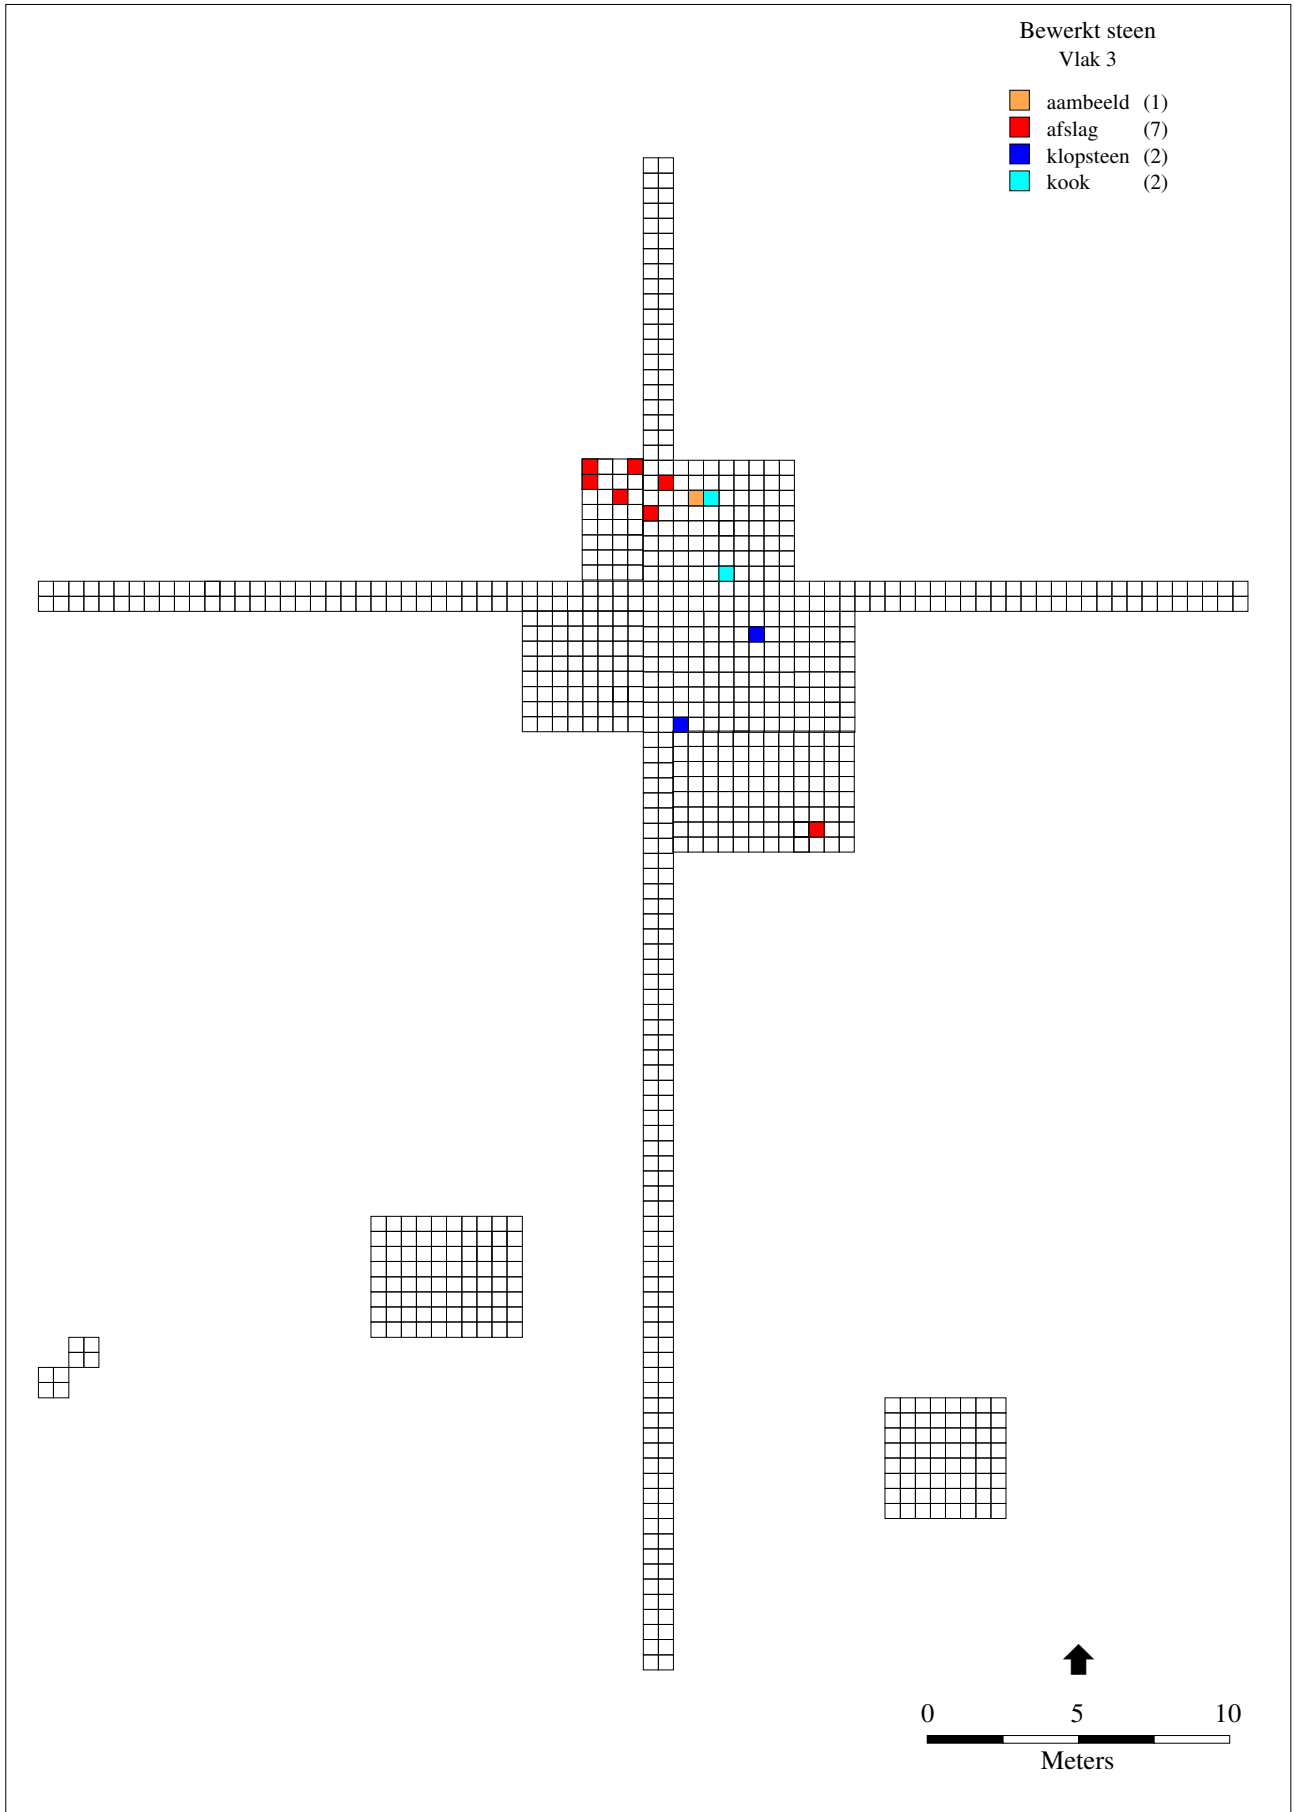 Bewerkt steen
Vlak 3
aambeeld (1)
afslag (7)
klopsteen (2)
kook (2)
0 5 10
Meters